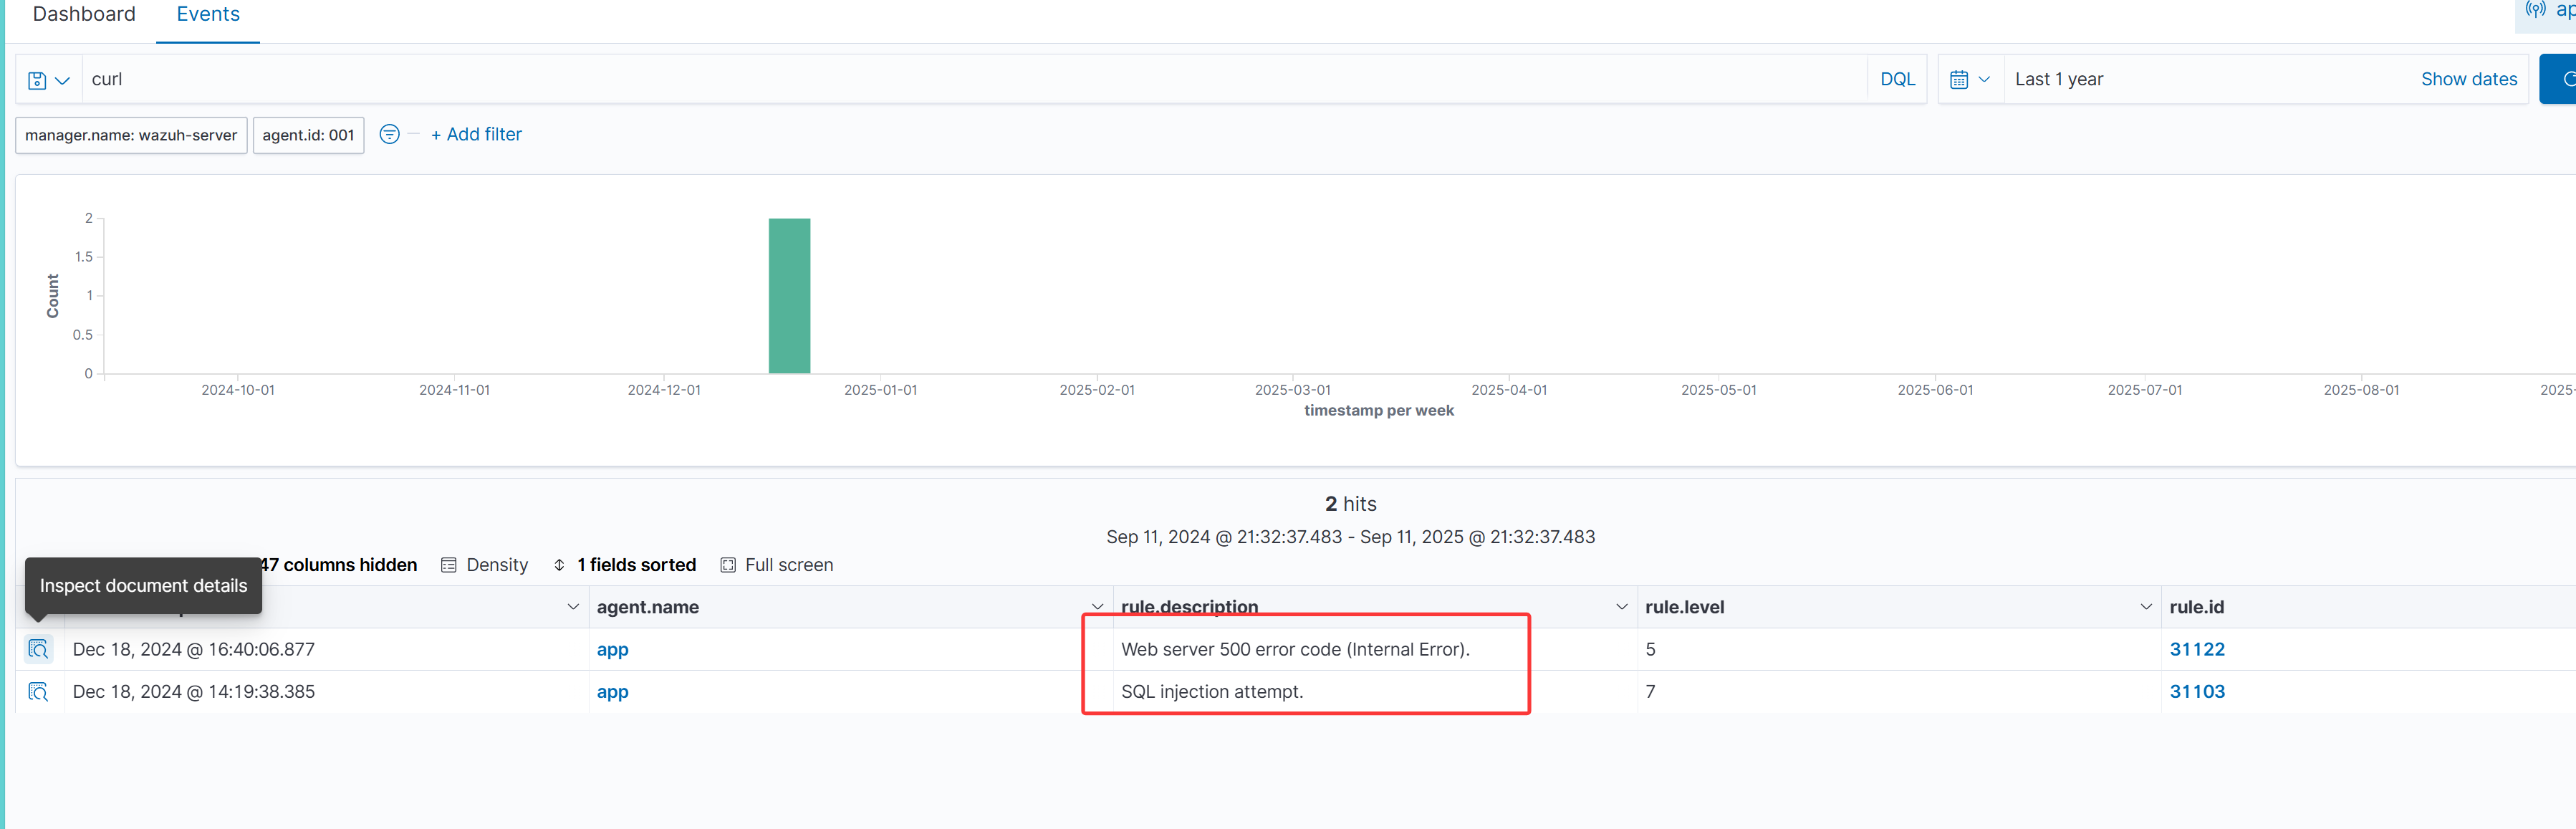 Dashboard Events
curl DQL Last 1 year Show dates
manager.name: wazuh-server agent.id: 001 + Add filter
2
1.5
1
0.5
0
Count
2024-10-01 2024-11-01 2024-12-01 2025-01-01 2025-02-01 2025-03-01 2025-04-01 2025-05-01 2025-06-01 2025-07-01 2025-08-01 2025-
timestamp per week
2 hits
Sep 11, 2024 @ 21:32:37.483 - Sep 11, 2025 @ 21:32:37.483
47 columns hidden Density 1 fields sorted Full screen
Inspect document details
agent.name rule.description rule.level rule.id
Dec 18, 2024 @ 16:40:06.877 app Web server 500 error code (Internal Error). 5 31122
Dec 18, 2024 @ 14:19:38.385 app SQL injection attempt. 7 31103